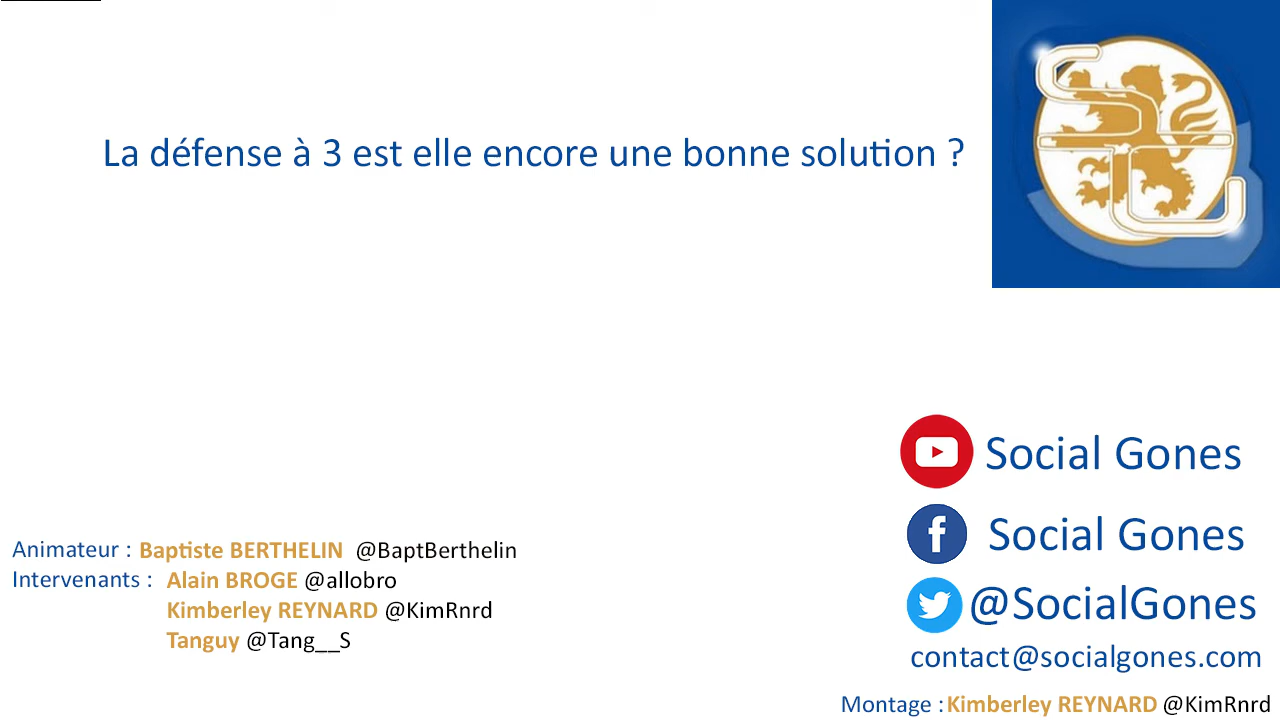 La défense à 3 est elle encore une bonne solution ?
SG
Social Gones
Social Gones
@SocialGones
contact@socialgones.com
Animateur : Baptiste BERTHELIN @BaptBerthelin
Intervenants : Alain BROGE @allobro
Kimberley REYNARD @KimRnrd
Tanguy @Tang__S
Montage : Kimberley REYNARD @KimRnrd